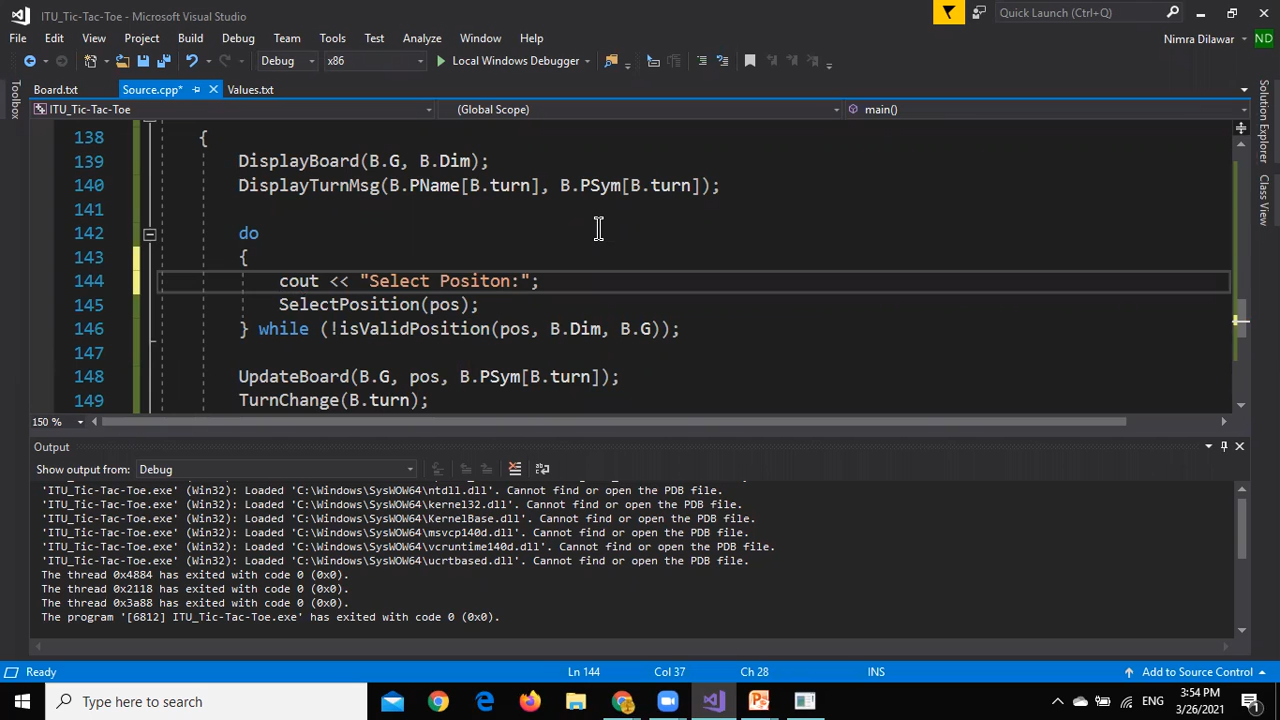 ITU_Tic-Tac-Toe - Microsoft Visual Studio
Quick Launch (Ctrl+Q)
File Edit View Project Build Debug Team Tools Test Analyze Window Help
Nimra Dilawar ND
Debug x86 Local Windows Debugger
Board.txt Source.cpp* Values.txt
ITU_Tic-Tac-Toe (Global Scope) main()
Toolbox
Solution Explorer
Class View
138 {
139 DisplayBoard(B.G, B.Dim);
140 DisplayTurnMsg(B.PName[B.turn], B.PSym[B.turn]);
141
142 do
143 {
144 cout << "Select Positon:";
145 SelectPosition(pos);
146 } while (!isValidPosition(pos, B.Dim, B.G));
147
148 UpdateBoard(B.G, pos, B.PSym[B.turn]);
149 TurnChange(B.turn);
150 %
Output
Show output from: Debug
'ITU_Tic-Tac-Toe.exe' (Win32): Loaded 'C:\Windows\SysWOW64\ntdll.dll'. Cannot find or open the PDB file.
'ITU_Tic-Tac-Toe.exe' (Win32): Loaded 'C:\Windows\SysWOW64\kernel32.dll'. Cannot find or open the PDB file.
'ITU_Tic-Tac-Toe.exe' (Win32): Loaded 'C:\Windows\SysWOW64\KernelBase.dll'. Cannot find or open the PDB file.
'ITU_Tic-Tac-Toe.exe' (Win32): Loaded 'C:\Windows\SysWOW64\msvcp140d.dll'. Cannot find or open the PDB file.
'ITU_Tic-Tac-Toe.exe' (Win32): Loaded 'C:\Windows\SysWOW64\vcruntime140d.dll'. Cannot find or open the PDB file.
'ITU_Tic-Tac-Toe.exe' (Win32): Loaded 'C:\Windows\SysWOW64\ucrtbased.dll'. Cannot find or open the PDB file.
The thread 0x4884 has exited with code 0 (0x0).
The thread 0x2118 has exited with code 0 (0x0).
The thread 0x3a88 has exited with code 0 (0x0).
The program '[6812] ITU_Tic-Tac-Toe.exe' has exited with code 0 (0x0).
Ready Ln 144 Col 37 Ch 28 INS Add to Source Control
Type here to search
ENG
3:54 PM
3/26/2021